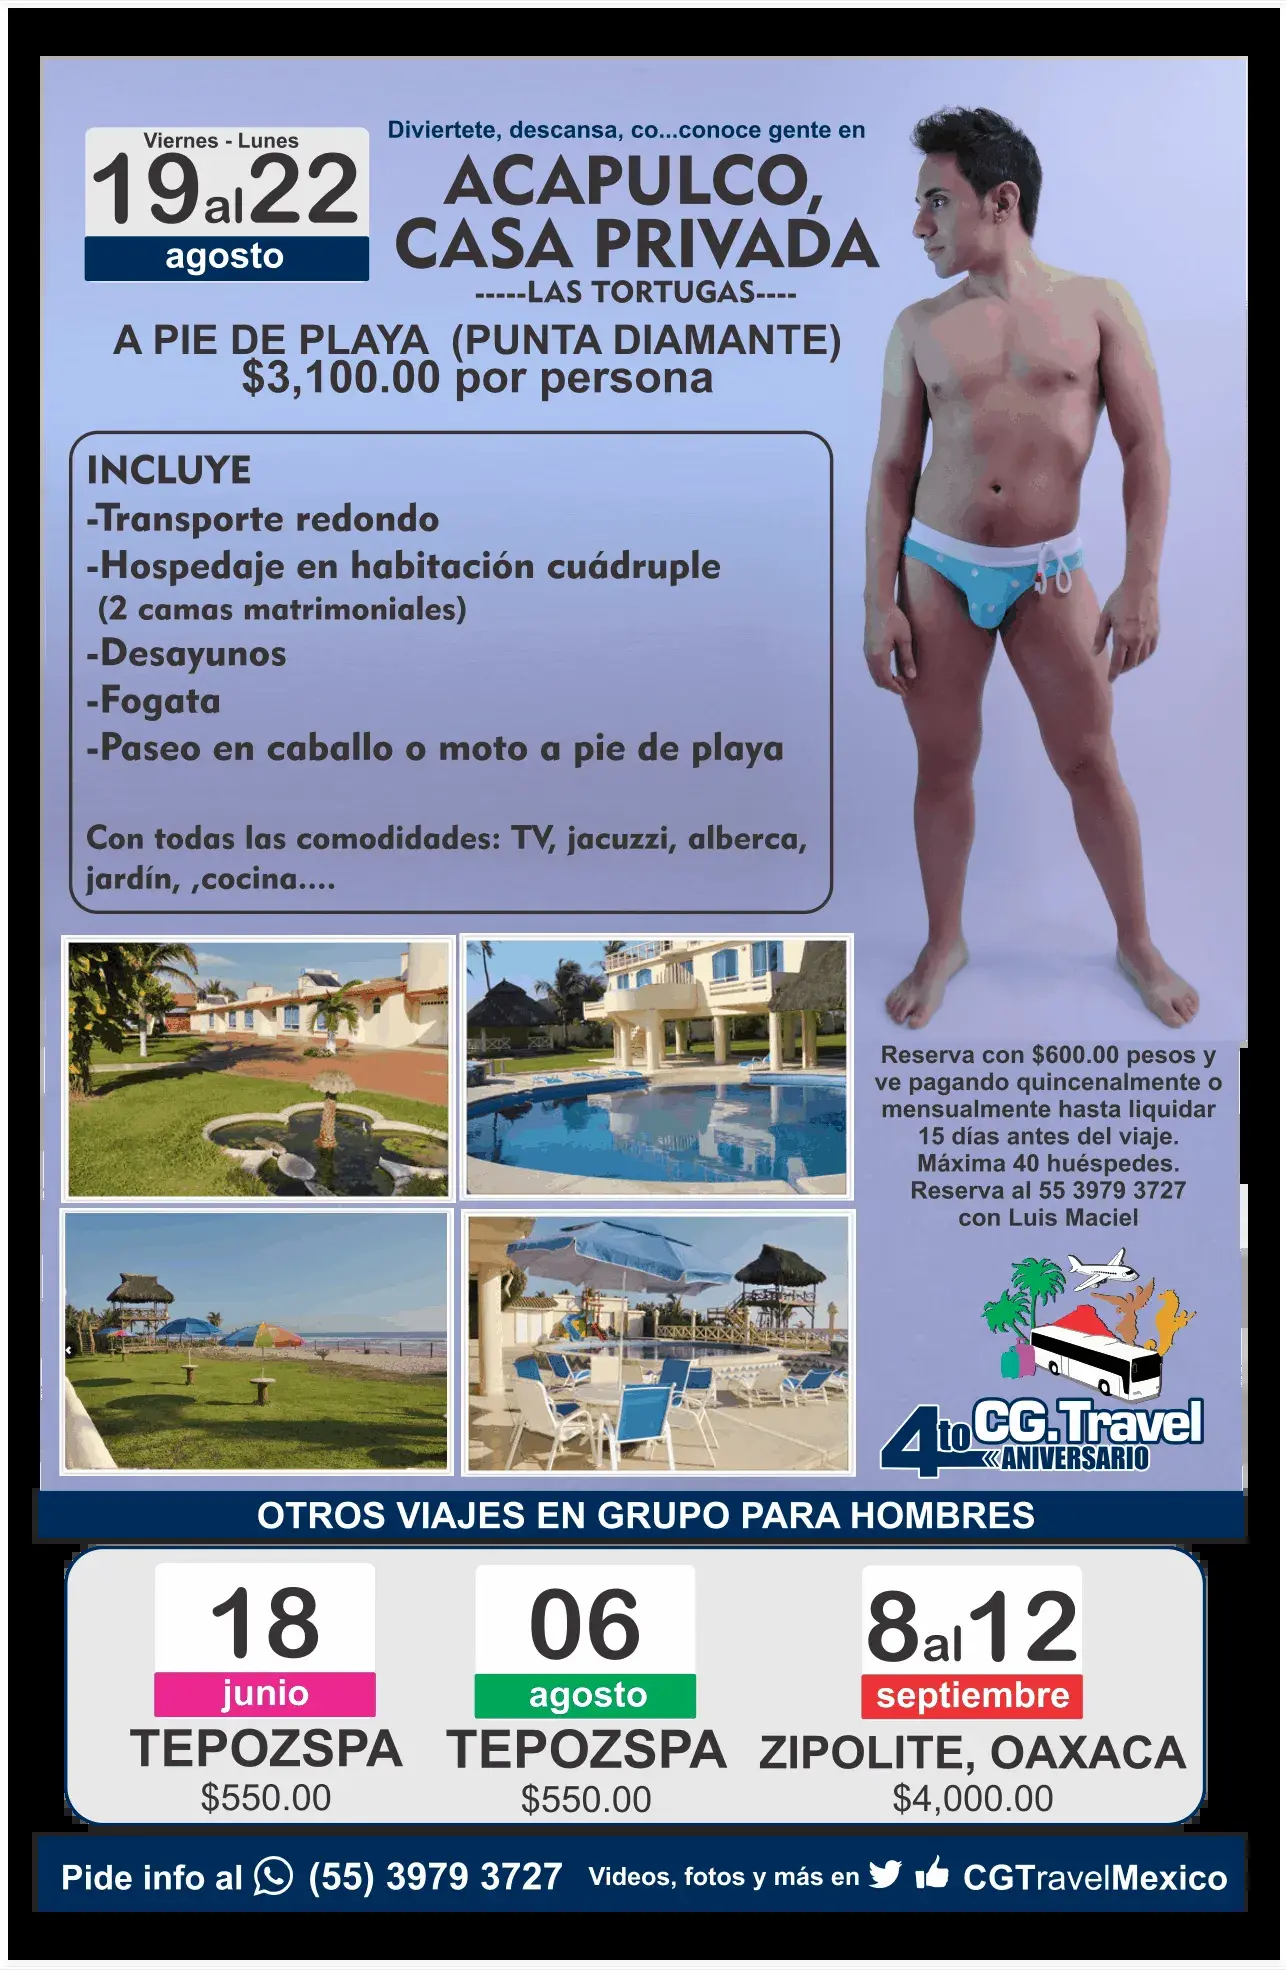 Viernes - Lunes
19al22
agosto
Diviertete, descansa, co...conoce gente en
ACAPULCO,
CASA PRIVADA
-----LAS TORTUGAS----
A PIE DE PLAYA (PUNTA DIAMANTE)
$3,100.00 por persona
INCLUYE
-Transporte redondo
-Hospedaje en habitación cuádruple
(2 camas matrimoniales)
-Desayunos
-Fogata
-Paseo en caballo o moto a pie de playa
Con todas las comodidades: TV, jacuzzi, alberca,
jardín, ,cocina....
Reserva con $600.00 pesos y
ve pagando quincenalmente o
mensualmente hasta liquidar
15 días antes del viaje.
Máxima 40 huéspedes.
Reserva al 55 3979 3727
con Luis Maciel
4to CG.Travel
ANIVERSARIO
OTROS VIAJES EN GRUPO PARA HOMBRES
18
junio
TEPOZSPA
$550.00
06
agosto
TEPOZSPA
$550.00
8al12
septiembre
ZIPOLITE, OAXACA
$4,000.00
Pide info al (55) 3979 3727 Videos, fotos y más en CGTravelMexico